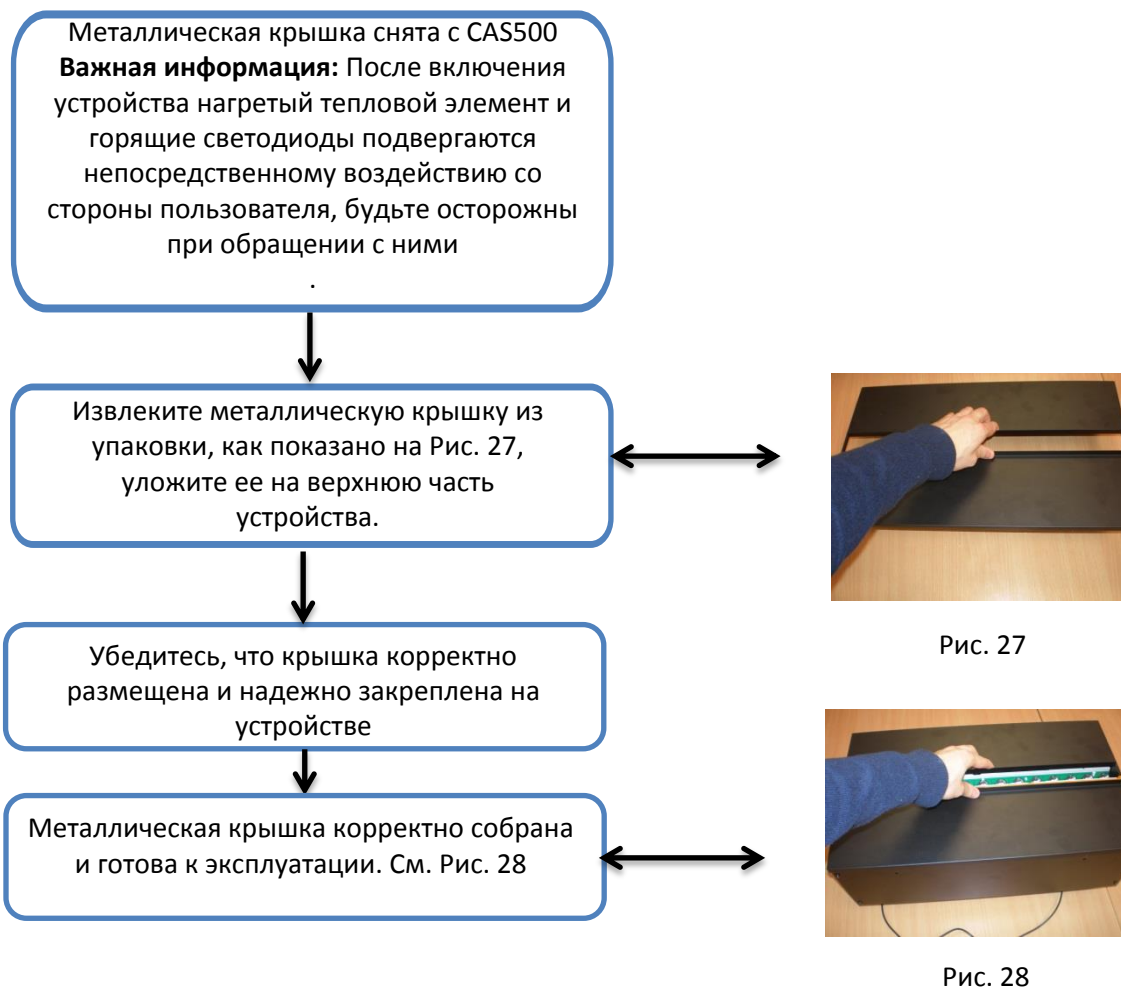 Металлическая крышка снята с CAS500
Важная информация: После включения
устройства нагретый тепловой элемент и
горящие светодиоды подвергаются
непосредственному воздействию со
стороны пользователя, будьте осторожны
при обращении с ними
.
Извлеките металлическую крышку из
упаковки, как показано на Рис. 27,
уложите ее на верхнюю часть
устройства.
Рис. 27
Убедитесь, что крышка корректно
размещена и надежно закреплена на
устройстве
Металлическая крышка корректно собрана
и готова к эксплуатации. См. Рис. 28
Рис. 28